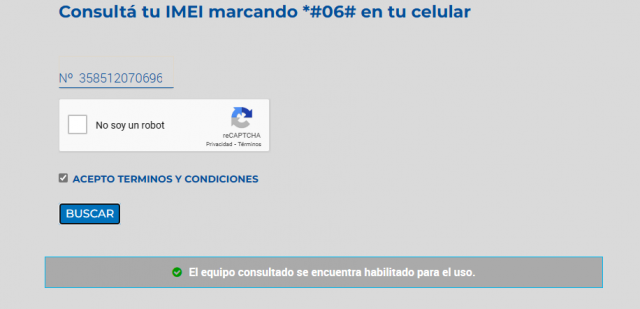 Consultá tu IMEI marcando *#06# en tu celular
Nº 358512070696
No soy un robot
reCAPTCHA
Privacidad - Términos
ACEPTO TERMINOS Y CONDICIONES
BUSCAR
El equipo consultado se encuentra habilitado para el uso.